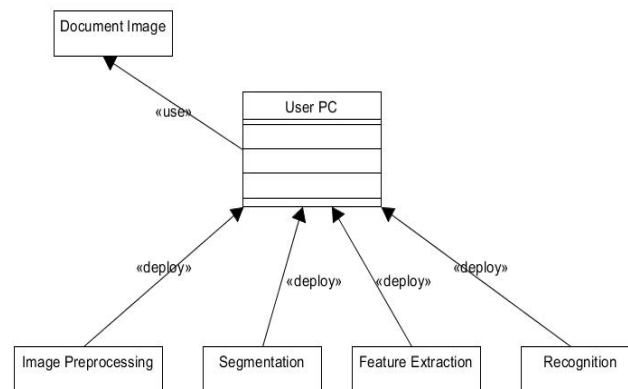 Document Image
User PC
«use»
«deploy»
«deploy»
«deploy»
«deploy»
Image Preprocessing
Segmentation
Feature Extraction
Recognition